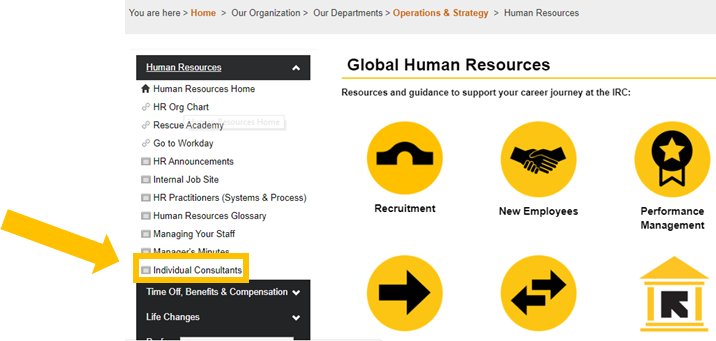 You are here > Home > Our Organization > Our Departments > Operations & Strategy > Human Resources
Human Resources
Human Resources Home
HR Org Chart
Rescue Academy
Resources Home
Go to Workday
HR Announcements
Internal Job Site
HR Practitioners (Systems & Process)
Human Resources Glossary
Managing Your Staff
Manager's Minutes
Individual Consultants
Time Off, Benefits & Compensation
Life Changes
Global Human Resources
Resources and guidance to support your career journey at the IRC:
Recruitment
New Employees
Performance
Management